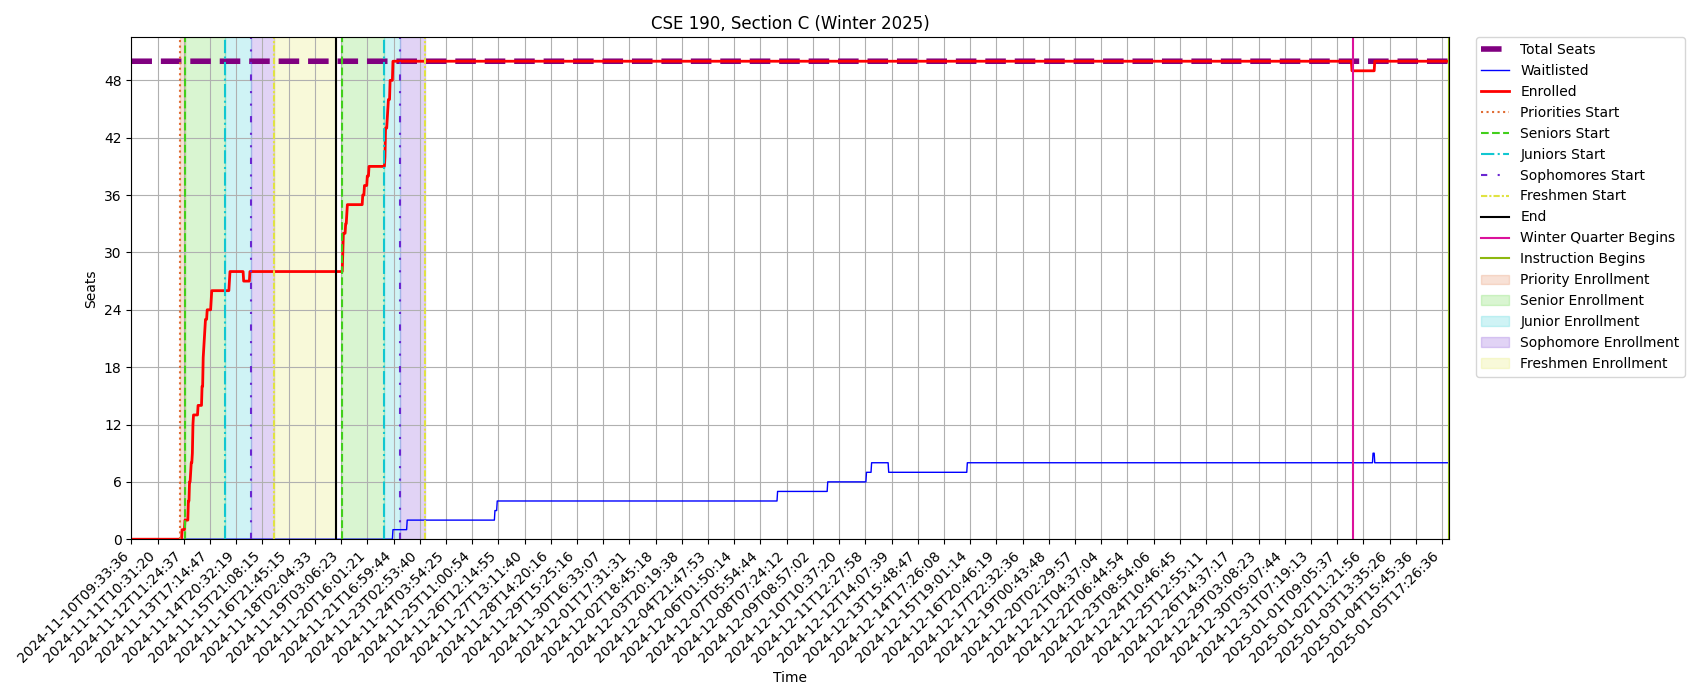 CSE 190, Section C (Winter 2025)
Seats
48
42
36
30
24
18
12
6
0
2024-11-10T09:33:36
2024-11-11T10:31:20
2024-11-12T11:24:37
2024-11-13T17:14:47
2024-11-14T20:32:19
2024-11-15T21:08:15
2024-11-16T21:45:15
2024-11-18T02:04:33
2024-11-19T03:06:23
2024-11-20T16:01:21
2024-11-21T16:59:44
2024-11-23T02:53:40
2024-11-24T03:54:25
2024-11-25T11:00:54
2024-11-26T12:14:55
2024-11-27T13:11:40
2024-11-28T14:20:16
2024-11-29T15:25:16
2024-11-30T16:33:07
2024-12-01T17:31:31
2024-12-02T18:45:18
2024-12-03T20:19:38
2024-12-04T21:47:53
2024-12-06T01:50:14
2024-12-07T05:54:44
2024-12-08T07:24:12
2024-12-09T08:57:02
2024-12-10T10:37:20
2024-12-11T12:27:58
2024-12-12T14:07:39
2024-12-13T15:48:47
2024-12-14T17:26:08
2024-12-15T19:01:14
2024-12-16T20:46:19
2024-12-17T22:32:36
2024-12-19T00:43:48
2024-12-20T02:29:57
2024-12-21T04:37:04
2024-12-22T06:44:54
2024-12-23T08:54:06
2024-12-24T10:46:45
2024-12-25T12:55:11
2024-12-26T14:37:17
2024-12-29T03:08:23
2024-12-30T05:07:44
2024-12-31T07:19:13
2025-01-01T09:05:37
2025-01-02T11:21:56
2025-01-03T13:35:26
2025-01-04T15:45:36
2025-01-05T17:26:36
Time
Total Seats
Waitlisted
Enrolled
Priorities Start
Seniors Start
Juniors Start
Sophomores Start
Freshmen Start
End
Winter Quarter Begins
Instruction Begins
Priority Enrollment
Senior Enrollment
Junior Enrollment
Sophomore Enrollment
Freshmen Enrollment